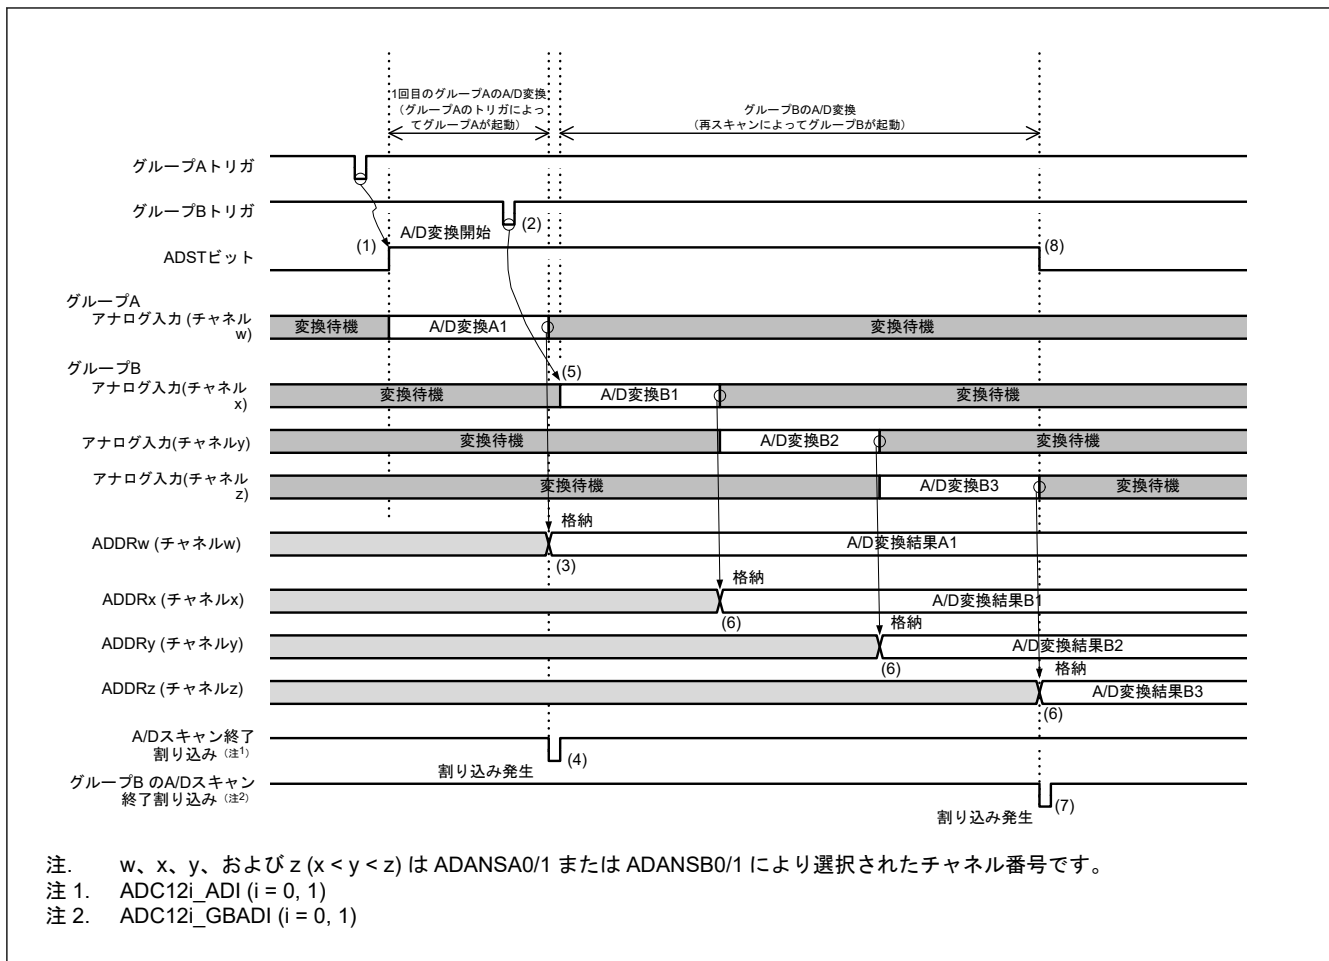 1回目のグループAのA/D変換
（グループAのトリガによっ
てグループAが起動）
グループBのA/D変換
（再スキャンによってグループBが起動）
グループAトリガ
グループBトリガ
(2)
A/D変換開始
(1)
(8)
ADSTビット
グループA
アナログ入力 (チャネル
w)
変換待機
A/D変換A1
変換待機
グループB
アナログ入力(チャネル
x)
(5)
変換待機
A/D変換B1
変換待機
アナログ入力(チャネルy)
変換待機
A/D変換B2
変換待機
アナログ入力(チャネル
z)
変換待機
A/D変換B3
変換待機
格納
ADDRw (チャネルw)
A/D変換結果A1
(3)
格納
ADDRx (チャネルx)
A/D変換結果B1
(6)
格納
ADDRy (チャネルy)
A/D変換結果B2
(6)
格納
ADDRz (チャネルz)
A/D変換結果B3
(6)
A/Dスキャン終了
割り込み（注1）
(4)
割り込み発生
グループB のA/Dスキャン
終了割り込み（注2）
(7)
割り込み発生
注. w、x、y、および z (x < y < z) は ADANSA0/1 または ADANSB0/1 により選択されたチャネル番号です。
注 1. ADC12i_ADI (i = 0, 1)
注 2. ADC12i_GBADI (i = 0, 1)